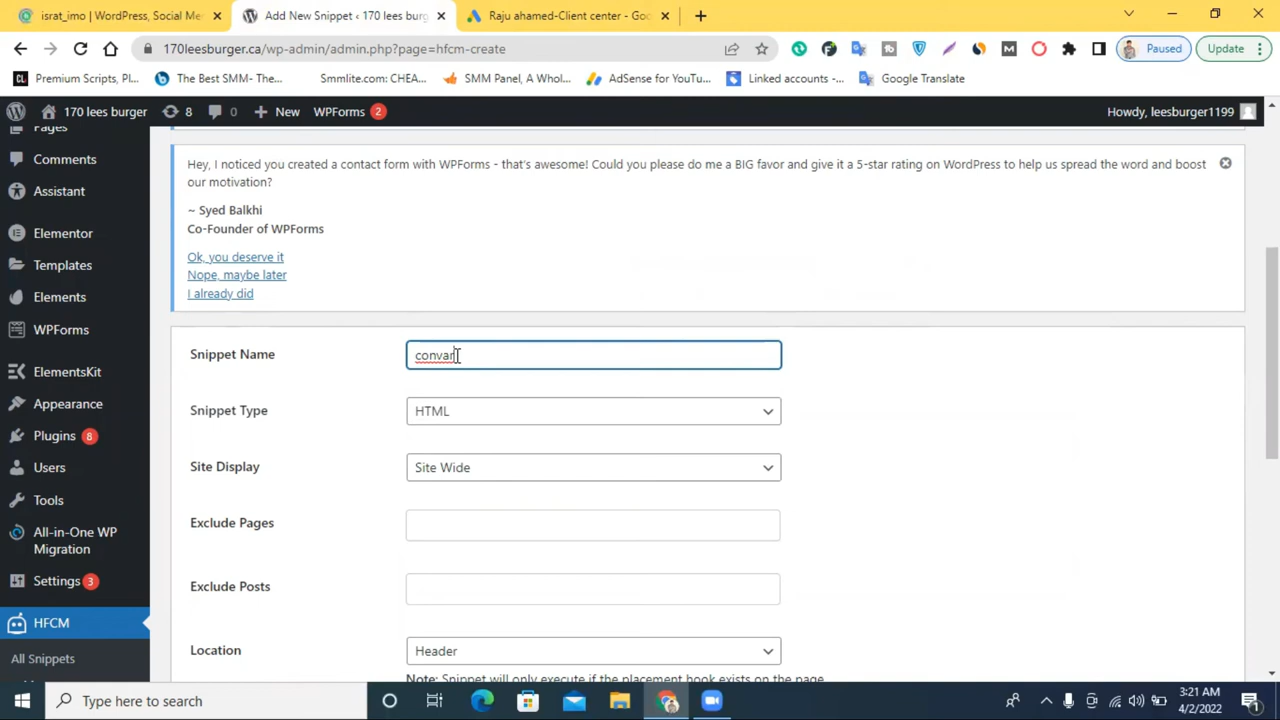 israt_imo | WordPress, Social Me
Add New Snippet ‹ 170 lees burg
Raju ahamed-Client center - Goo
170leesburger.ca/wp-admin/admin.php?page=hfcm-create
Paused
Update
Premium Scripts, Pl...
The Best SMM- The...
Smmlite.com: CHEA...
SMM Panel, A Whol...
AdSense for YouTu...
Linked accounts -...
Google Translate
170 lees burger
8
0
New
WPForms 2
Howdy, leesburger1199
Pages
Comments
Assistant
Elementor
Templates
Elements
WPForms
ElementsKit
Appearance
Plugins 8
Users
Tools
All-in-One WP
Migration
Settings 3
HFCM
All Snippets
Hey, I noticed you created a contact form with WPForms - that's awesome! Could you please do me a BIG favor and give it a 5-star rating on WordPress to help us spread the word and boost
our motivation?
~ Syed Balkhi
Co-Founder of WPForms
Ok, you deserve it
Nope, maybe later
I already did
Snippet Name
convar
Snippet Type
HTML
Site Display
Site Wide
Exclude Pages
Exclude Posts
Location
Header
Note: Snippet will only execute if the placement hook exists on the page
Type here to search
3:21 AM
4/2/2022
1